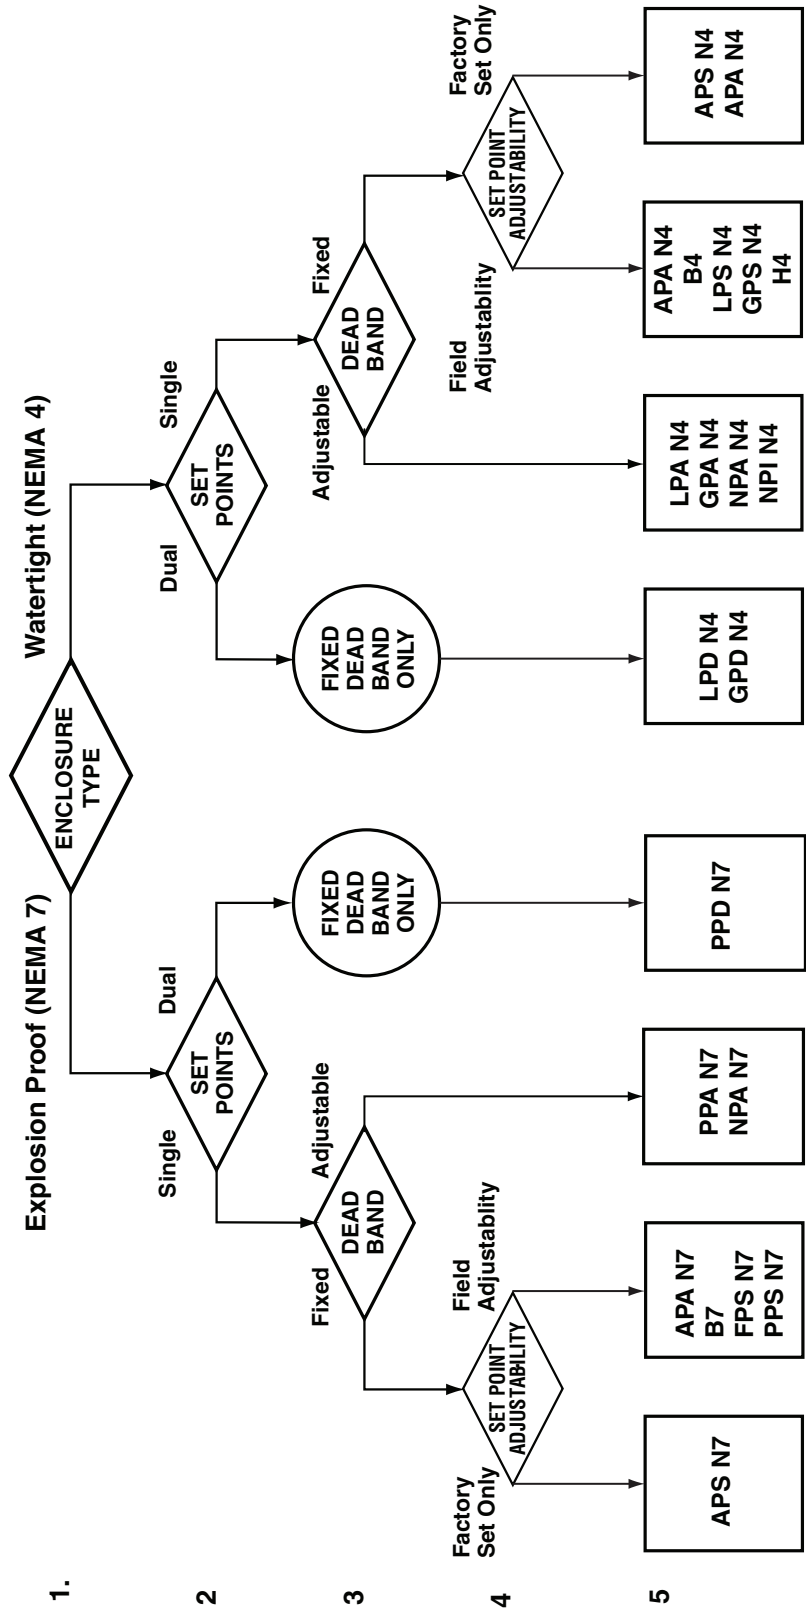 1.
Explosion Proof (NEMA 7)
Watertight (NEMA 4)
ENCLOSURE
TYPE
2
Single
SET
POINTS
Dual
Dual
SET
POINTS
Single
3
Fixed
DEAD
BAND
Adjustable
FIXED
DEAD
BAND
ONLY
FIXED
DEAD
BAND
ONLY
Adjustable
DEAD
BAND
Fixed
4
Factory
Set Only
SET POINT
ADJUSTABILITY
Field
Adjustablity
Field
Adjustablity
SET POINT
ADJUSTABILITY
Factory
Set Only
5
APS N7
APA N7
B7
FPS N7
PPS N7
PPA N7
NPA N7
PPD N7
LPD N4
GPD N4
LPA N4
GPA N4
NPA N4
NPI N4
APA N4
B4
LPS N4
GPS N4
H4
APS N4
APA N4